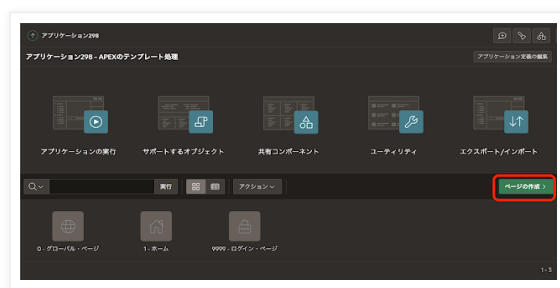 アプリケーション298
アプリケーション298 - APEXのテンプレート処理
アプリケーション定義の編集
アプリケーションの実行
サポートするオブジェクト
共有コンポーネント
ユーティリティ
エクスポート/インポート
実行
アクション
ページの作成
0 - グローバル・ページ
1 - ホーム
9999 - ログイン・ページ
1 - 3